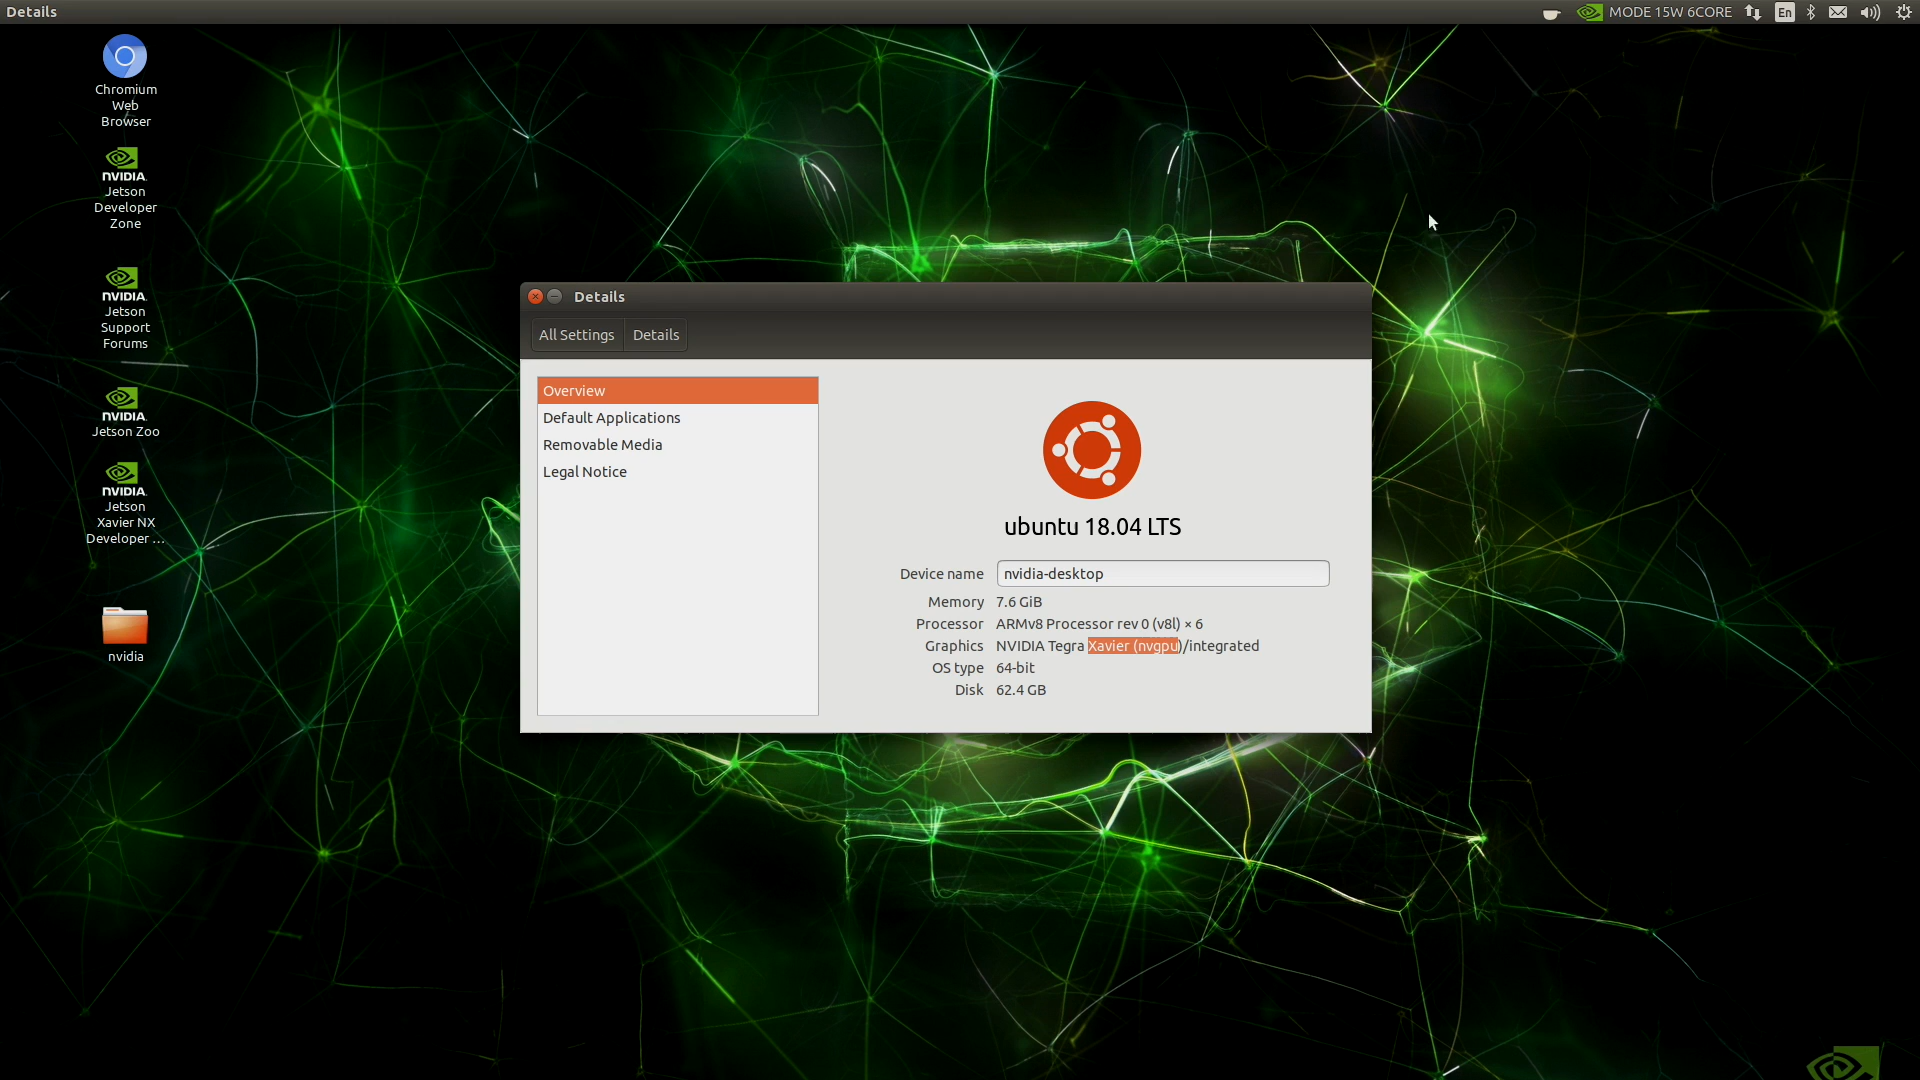 Details
MODE 15W 6CORE
En
Chromium
Web
Browser
NVIDIA.
Jetson
Developer
Zone
NVIDIA.
Jetson
Support
Forums
NVIDIA.
Jetson Zoo
NVIDIA.
Jetson
Xavier NX
Developer ...
nvidia
Details
All Settings
Details
Overview
Default Applications
Removable Media
Legal Notice
ubuntu 18.04 LTS
Device name nvidia-desktop
Memory 7.6 GiB
Processor ARMv8 Processor rev 0 (v8l) × 6
Graphics NVIDIA Tegra Xavier (nvgpu)/integrated
OS type 64-bit
Disk 62.4 GB